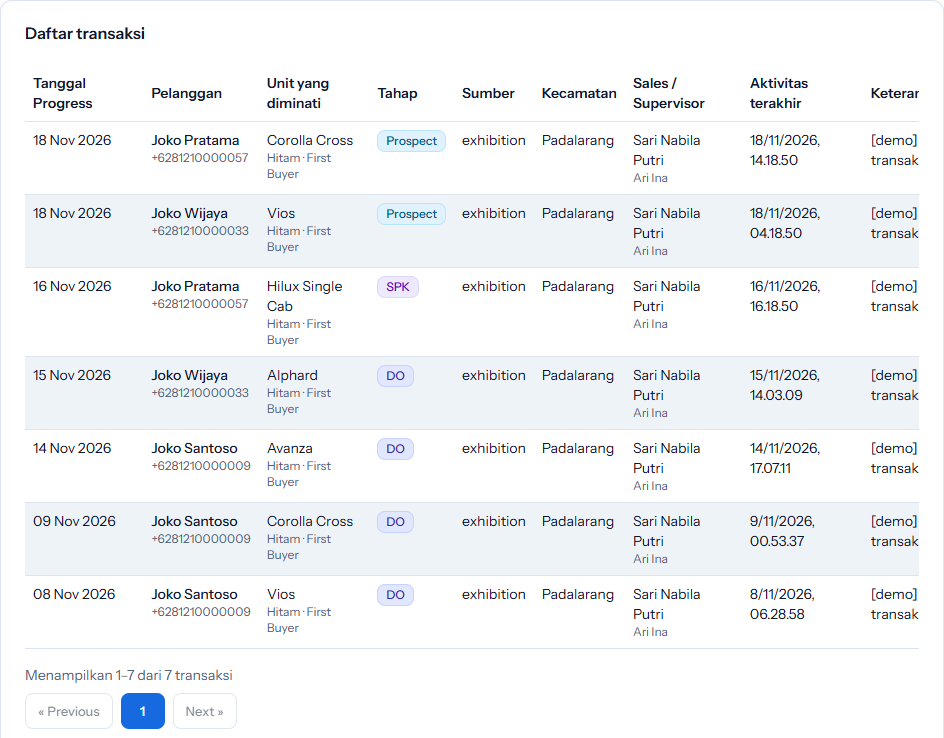 Daftar transaksi
Tanggal Progress Pelanggan Unit yang diminati Tahap Sumber Kecamatan Sales / Supervisor Aktivitas terakhir
18 Nov 2026 Joko Pratama +6281210000057 Corolla Cross Hitam · First Buyer Prospect exhibition Padalarang Sari Nabila Putri Ari Ina 18/11/2026, 14.18.50 [demo]
18 Nov 2026 Joko Wijaya +6281210000033 Vios Hitam · First Buyer Prospect exhibition Padalarang Sari Nabila Putri Ari Ina 18/11/2026, 04.18.50 [demo]
16 Nov 2026 Joko Pratama +6281210000057 Hilux Single Cab Hitam · First Buyer SPK exhibition Padalarang Sari Nabila Putri Ari Ina 16/11/2026, 16.18.50 [demo]
15 Nov 2026 Joko Wijaya +6281210000033 Alphard Hitam · First Buyer DO exhibition Padalarang Sari Nabila Putri Ari Ina 15/11/2026, 14.03.09 [demo]
14 Nov 2026 Joko Santoso +6281210000009 Avanza Hitam · First Buyer DO exhibition Padalarang Sari Nabila Putri Ari Ina 14/11/2026, 17.07.11 [demo]
09 Nov 2026 Joko Santoso +6281210000009 Corolla Cross Hitam · First Buyer DO exhibition Padalarang Sari Nabila Putri Ari Ina 9/11/2026, 00.53.37 [demo]
08 Nov 2026 Joko Santoso +6281210000009 Vios Hitam · First Buyer DO exhibition Padalarang Sari Nabila Putri Ari Ina 8/11/2026, 06.28.58 [demo]
Menampilkan 1–7 dari 7 transaksi
« Previous 1 Next »